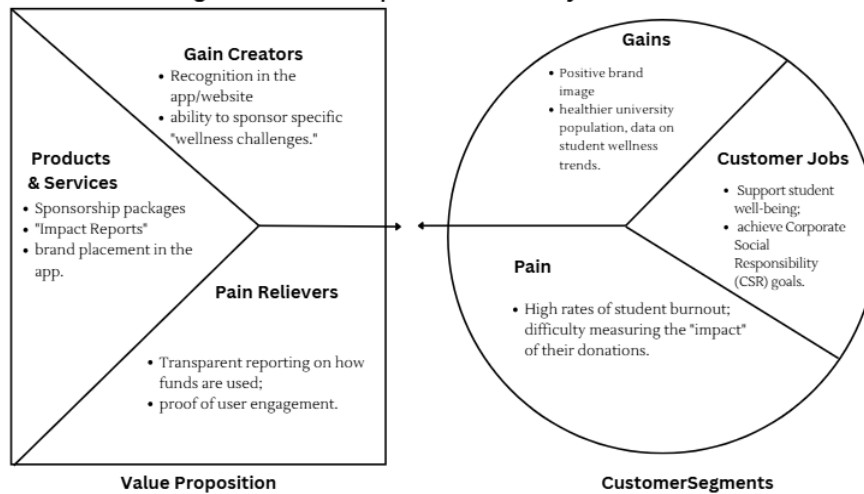 Gain Creators
• Recognition in the
app/website
• ability to sponsor specific
"wellness challenges."
Products
& Services
• Sponsorship packages
• "Impact Reports"
• brand placement in the
app.
Pain Relievers
• Transparent reporting on how
funds are used;
• proof of user engagement.
Value Proposition
Gains
• Positive brand
image
• healthier university
population, data on
student wellness
trends.
Customer Jobs
• Support student
well-being;
• achieve Corporate
Social
Responsibility
(CSR) goals.
Pain
• High rates of student burnout;
difficulty measuring the "impact"
of their donations.
CustomerSegments